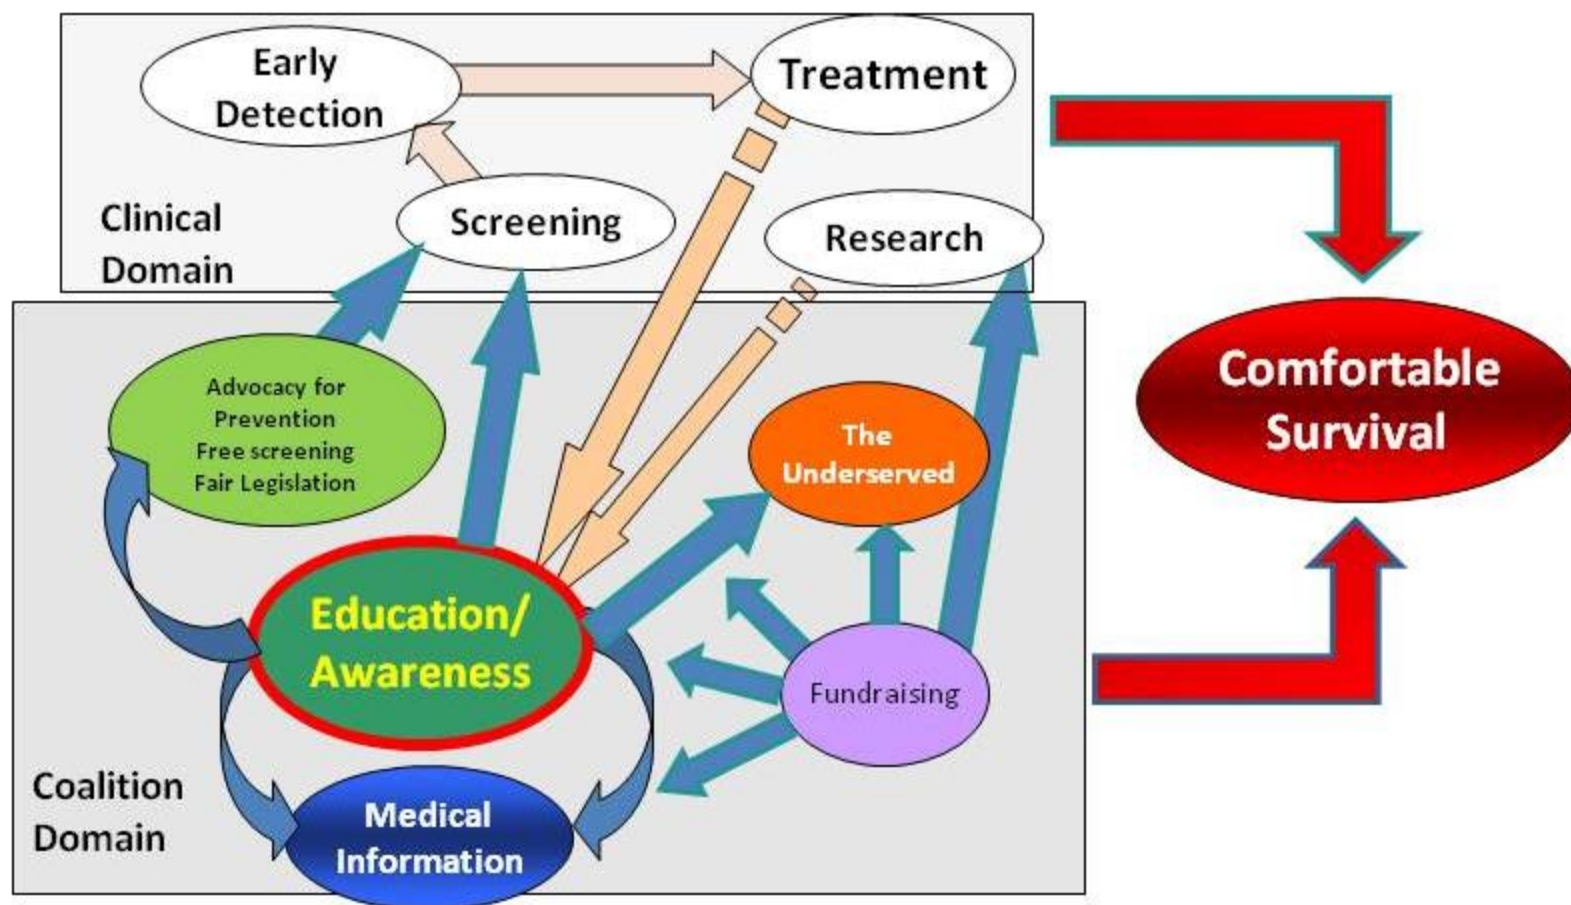 Early
Detection
Treatment
Clinical
Domain
Screening
Research
Advocacy for
Prevention
Free screening
Fair Legislation
The
Underserved
Comfortable
Survival
Education/
Awareness
Fundraising
Coalition
Domain
Medical
Information